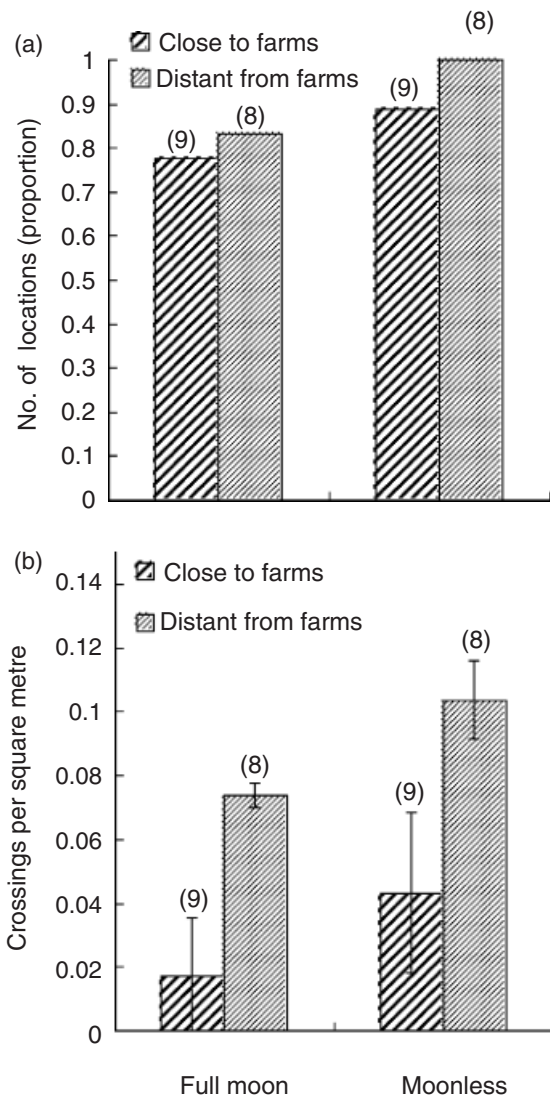 (a)
Close to farms
Distant from farms
(8)
(9)
(8)
(9)
1
0.9
0.8
0.7
0.6
0.5
0.4
0.3
0.2
0.1
0
No. of locations (proportion)
(b)
Close to farms
Distant from farms
0.14
0.12
0.1
0.08
0.06
0.04
0.02
0
Crossings per square metre
(9)
(8)
(9)
(8)
Full moon
Moonless